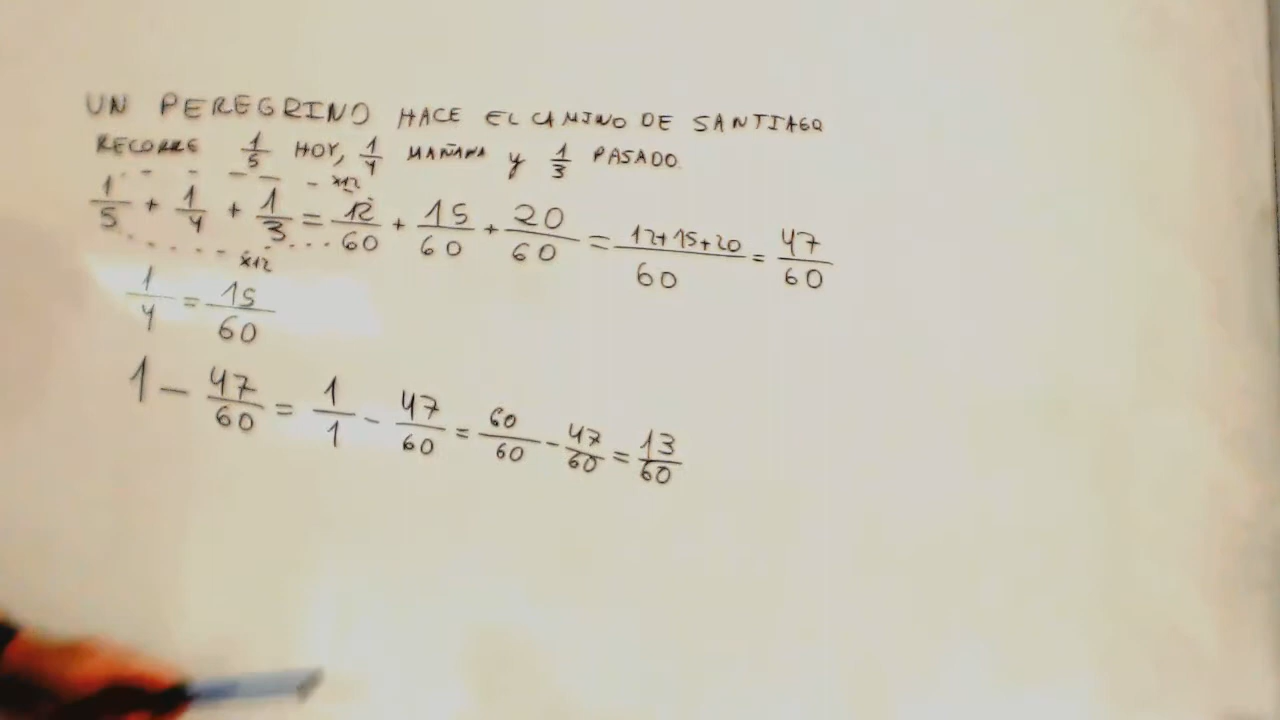 UN PEREGRINO HACE EL CAMINO DE SANTIAGO
RECORRE 1/5 HOY, 1/4 MAÑANA Y 1/3 PASADO.
x12
1/5 + 1/4 + 1/3 = 12/60 + 15/60 + 20/60 = 12+15+20/60 = 47/60
x12
1/4 = 15/60
1 - 47/60 = 1/1 - 47/60 = 60/60 - 47/60 = 13/60